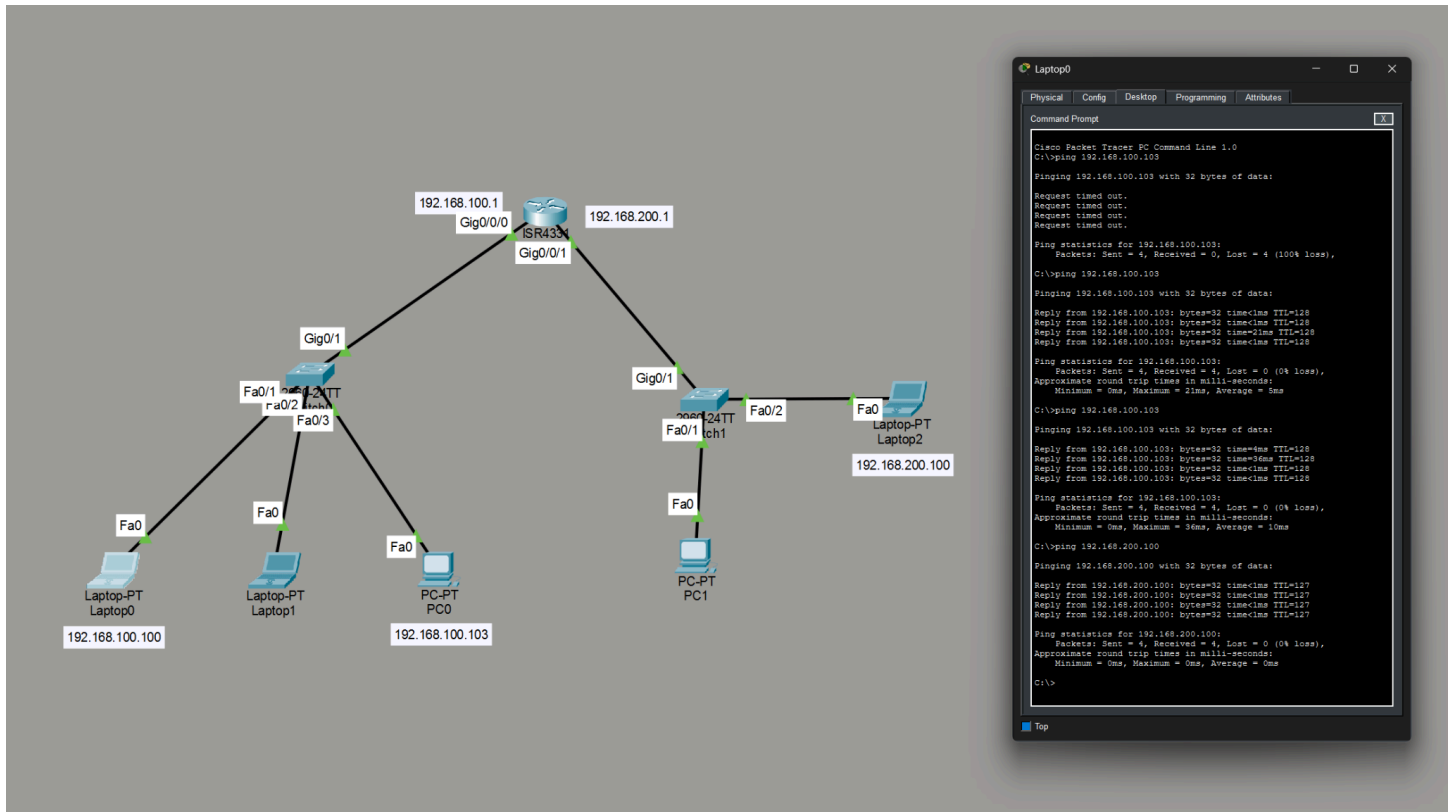 192.168.100.1
Gig0/0/0
ISR4331
192.168.200.1
Gig0/0/1
Gig0/1
Fa0/1
Fa0/2
Fa0/3
Gig0/1
2960-24TT
Fa0/1
Fa0/2
Fa0
Laptop-PT
Laptop2
192.168.200.100
Fa0
PC-PT
PC1
Fa0
Laptop-PT
Laptop0
192.168.100.100
Fa0
Laptop-PT
Laptop1
Fa0
PC-PT
PC0
192.168.100.103
Laptop0
Physical Config Desktop Programming Attributes
Command Prompt
X
Cisco Packet Tracer PC Command Line 1.0
C:\>ping 192.168.100.103
Pinging 192.168.100.103 with 32 bytes of data:
Request timed out.
Request timed out.
Request timed out.
Request timed out.
Ping statistics for 192.168.100.103:
Packets: Sent = 4, Received = 0, Lost = 4 (100% loss),
C:\>ping 192.168.100.103
Pinging 192.168.100.103 with 32 bytes of data:
Reply from 192.168.100.103: bytes=32 time<1ms TTL=128
Reply from 192.168.100.103: bytes=32 time<1ms TTL=128
Reply from 192.168.100.103: bytes=32 time=21ms TTL=128
Reply from 192.168.100.103: bytes=32 time<1ms TTL=128
Ping statistics for 192.168.100.103:
Packets: Sent = 4, Received = 4, Lost = 0 (0% loss),
Approximate round trip times in milli-seconds:
Minimum = 0ms, Maximum = 21ms, Average = 5ms
C:\>ping 192.168.100.103
Pinging 192.168.100.103 with 32 bytes of data:
Reply from 192.168.100.103: bytes=32 time=4ms TTL=128
Reply from 192.168.100.103: bytes=32 time=36ms TTL=128
Reply from 192.168.100.103: bytes=32 time<1ms TTL=128
Reply from 192.168.100.103: bytes=32 time<1ms TTL=128
Ping statistics for 192.168.100.103:
Packets: Sent = 4, Received = 4, Lost = 0 (0% loss),
Approximate round trip times in milli-seconds:
Minimum = 0ms, Maximum = 36ms, Average = 10ms
C:\>ping 192.168.200.100
Pinging 192.168.200.100 with 32 bytes of data:
Reply from 192.168.200.100: bytes=32 time<1ms TTL=127
Reply from 192.168.200.100: bytes=32 time<1ms TTL=127
Reply from 192.168.200.100: bytes=32 time<1ms TTL=127
Reply from 192.168.200.100: bytes=32 time<1ms TTL=127
Ping statistics for 192.168.200.100:
Packets: Sent = 4, Received = 4, Lost = 0 (0% loss),
Approximate round trip times in milli-seconds:
Minimum = 0ms, Maximum = 0ms, Average = 0ms
C:\>
Top